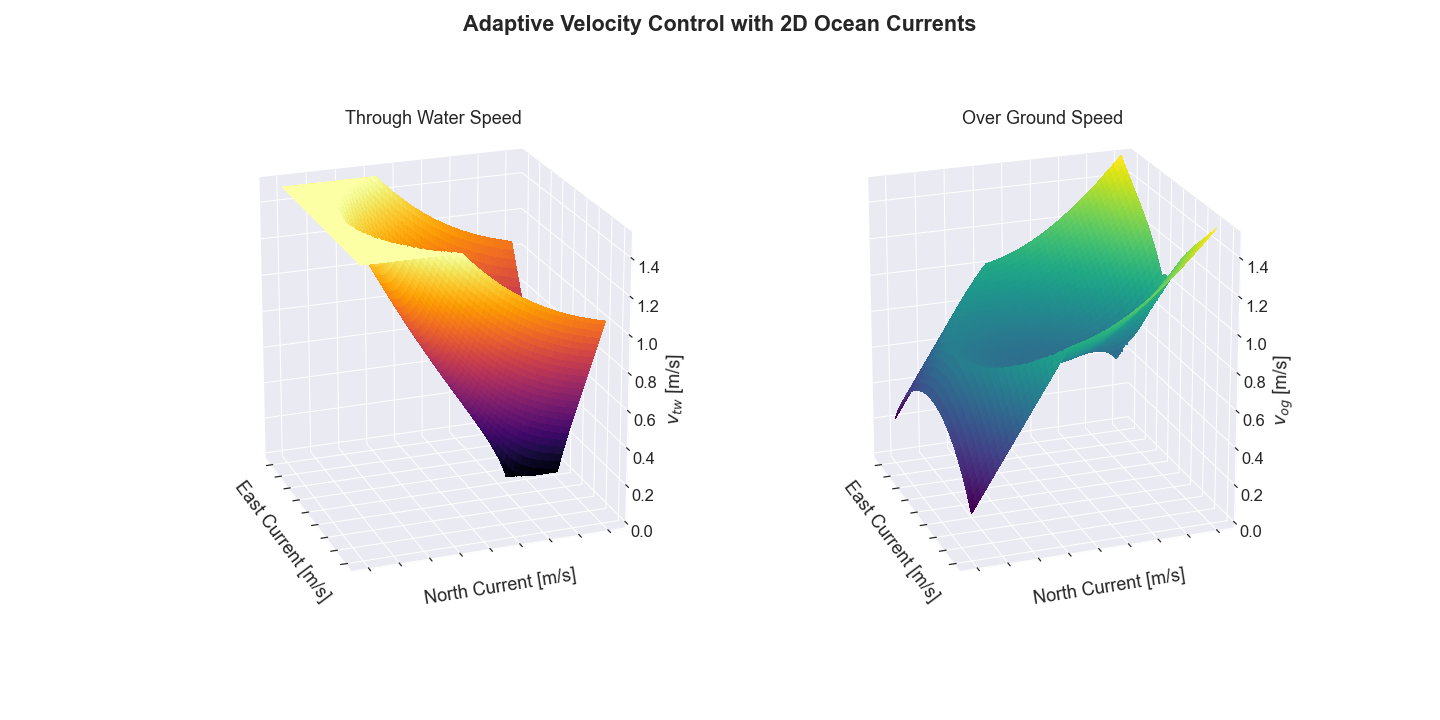 Adaptive Velocity Control with 2D Ocean Currents
Through Water Speed
1.4
1.2
1.0
0.8
0.6
0.4
0.2
0.0
v_tw [m/s]
East Current [m/s]
North Current [m/s]
Over Ground Speed
1.4
1.2
1.0
0.8
0.6
0.4
0.2
0.0
v_og [m/s]
East Current [m/s]
North Current [m/s]